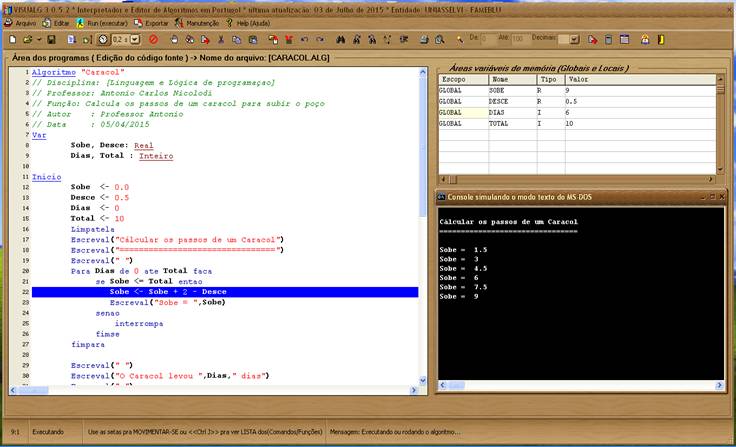 VISUALG 3.0.5.2 * Interpretador e Editor de Algoritmos em Portugol * última atualização: 03 de Julho de 2015 * Entidade: UNIASSELVI - FAMEBLU
Arquivo Editar Run (executar) Exportar Manutenção Help (Ajuda)
0,2 s De: 0 Até: 100 Decimais:
Área dos programas ( Edição do código fonte ) -> Nome do arquivo: [CARACOL.ALG]
1 Algoritmo "Caracol"
2 // Disciplina: [Linguagem e Lógica de programaçao]
3 // Professor: Antonio Carlos Nicolodi
4 // Função: Calcula os passos de um caracol para subir o poço
5 // Autor : Professor Antonio
6 // Data : 05/04/2015
7 Var
8 Sobe, Desce: Real
9 Dias, Total : Inteiro
10
11 Inicio
12 Sobe <- 0.0
13 Desce <- 0.5
14 Dias <- 0
15 Total <- 10
16 Limpatela
17 Escreval("Cálcular os passos de um Caracol")
18 Escreval("================================")
19 Escreval(" ")
20 Para Dias de 0 ate Total faca
21 se Sobe <= Total entao
22 Sobe <- Sobe + 2 - Desce
23 Escreval("Sobe = ",Sobe)
24 senao
25 interrompa
26 fimse
27 fimpara
28
29 Escreval(" ")
30 Escreval("O Caracol levou ",Dias," dias")
Áreas variáveis de memória (Globais e Locais )
Escopo Nome Tipo Valor
GLOBAL SOBE R 9
GLOBAL DESCE R 0.5
GLOBAL DIAS I 6
GLOBAL TOTAL I 10
Console simulando o modo texto do MS-DOS
Cálcular os passos de um Caracol
================================
Sobe = 1.5
Sobe = 3
Sobe = 4.5
Sobe = 6
Sobe = 7.5
Sobe = 9
9:1 Executando Use as setas pra MOVIMENTAR-SE ou <<Ctrl J>> pra ver LISTA dos(Comandos/Funções) Mensagem: Executando ou rodando o algoritmo...